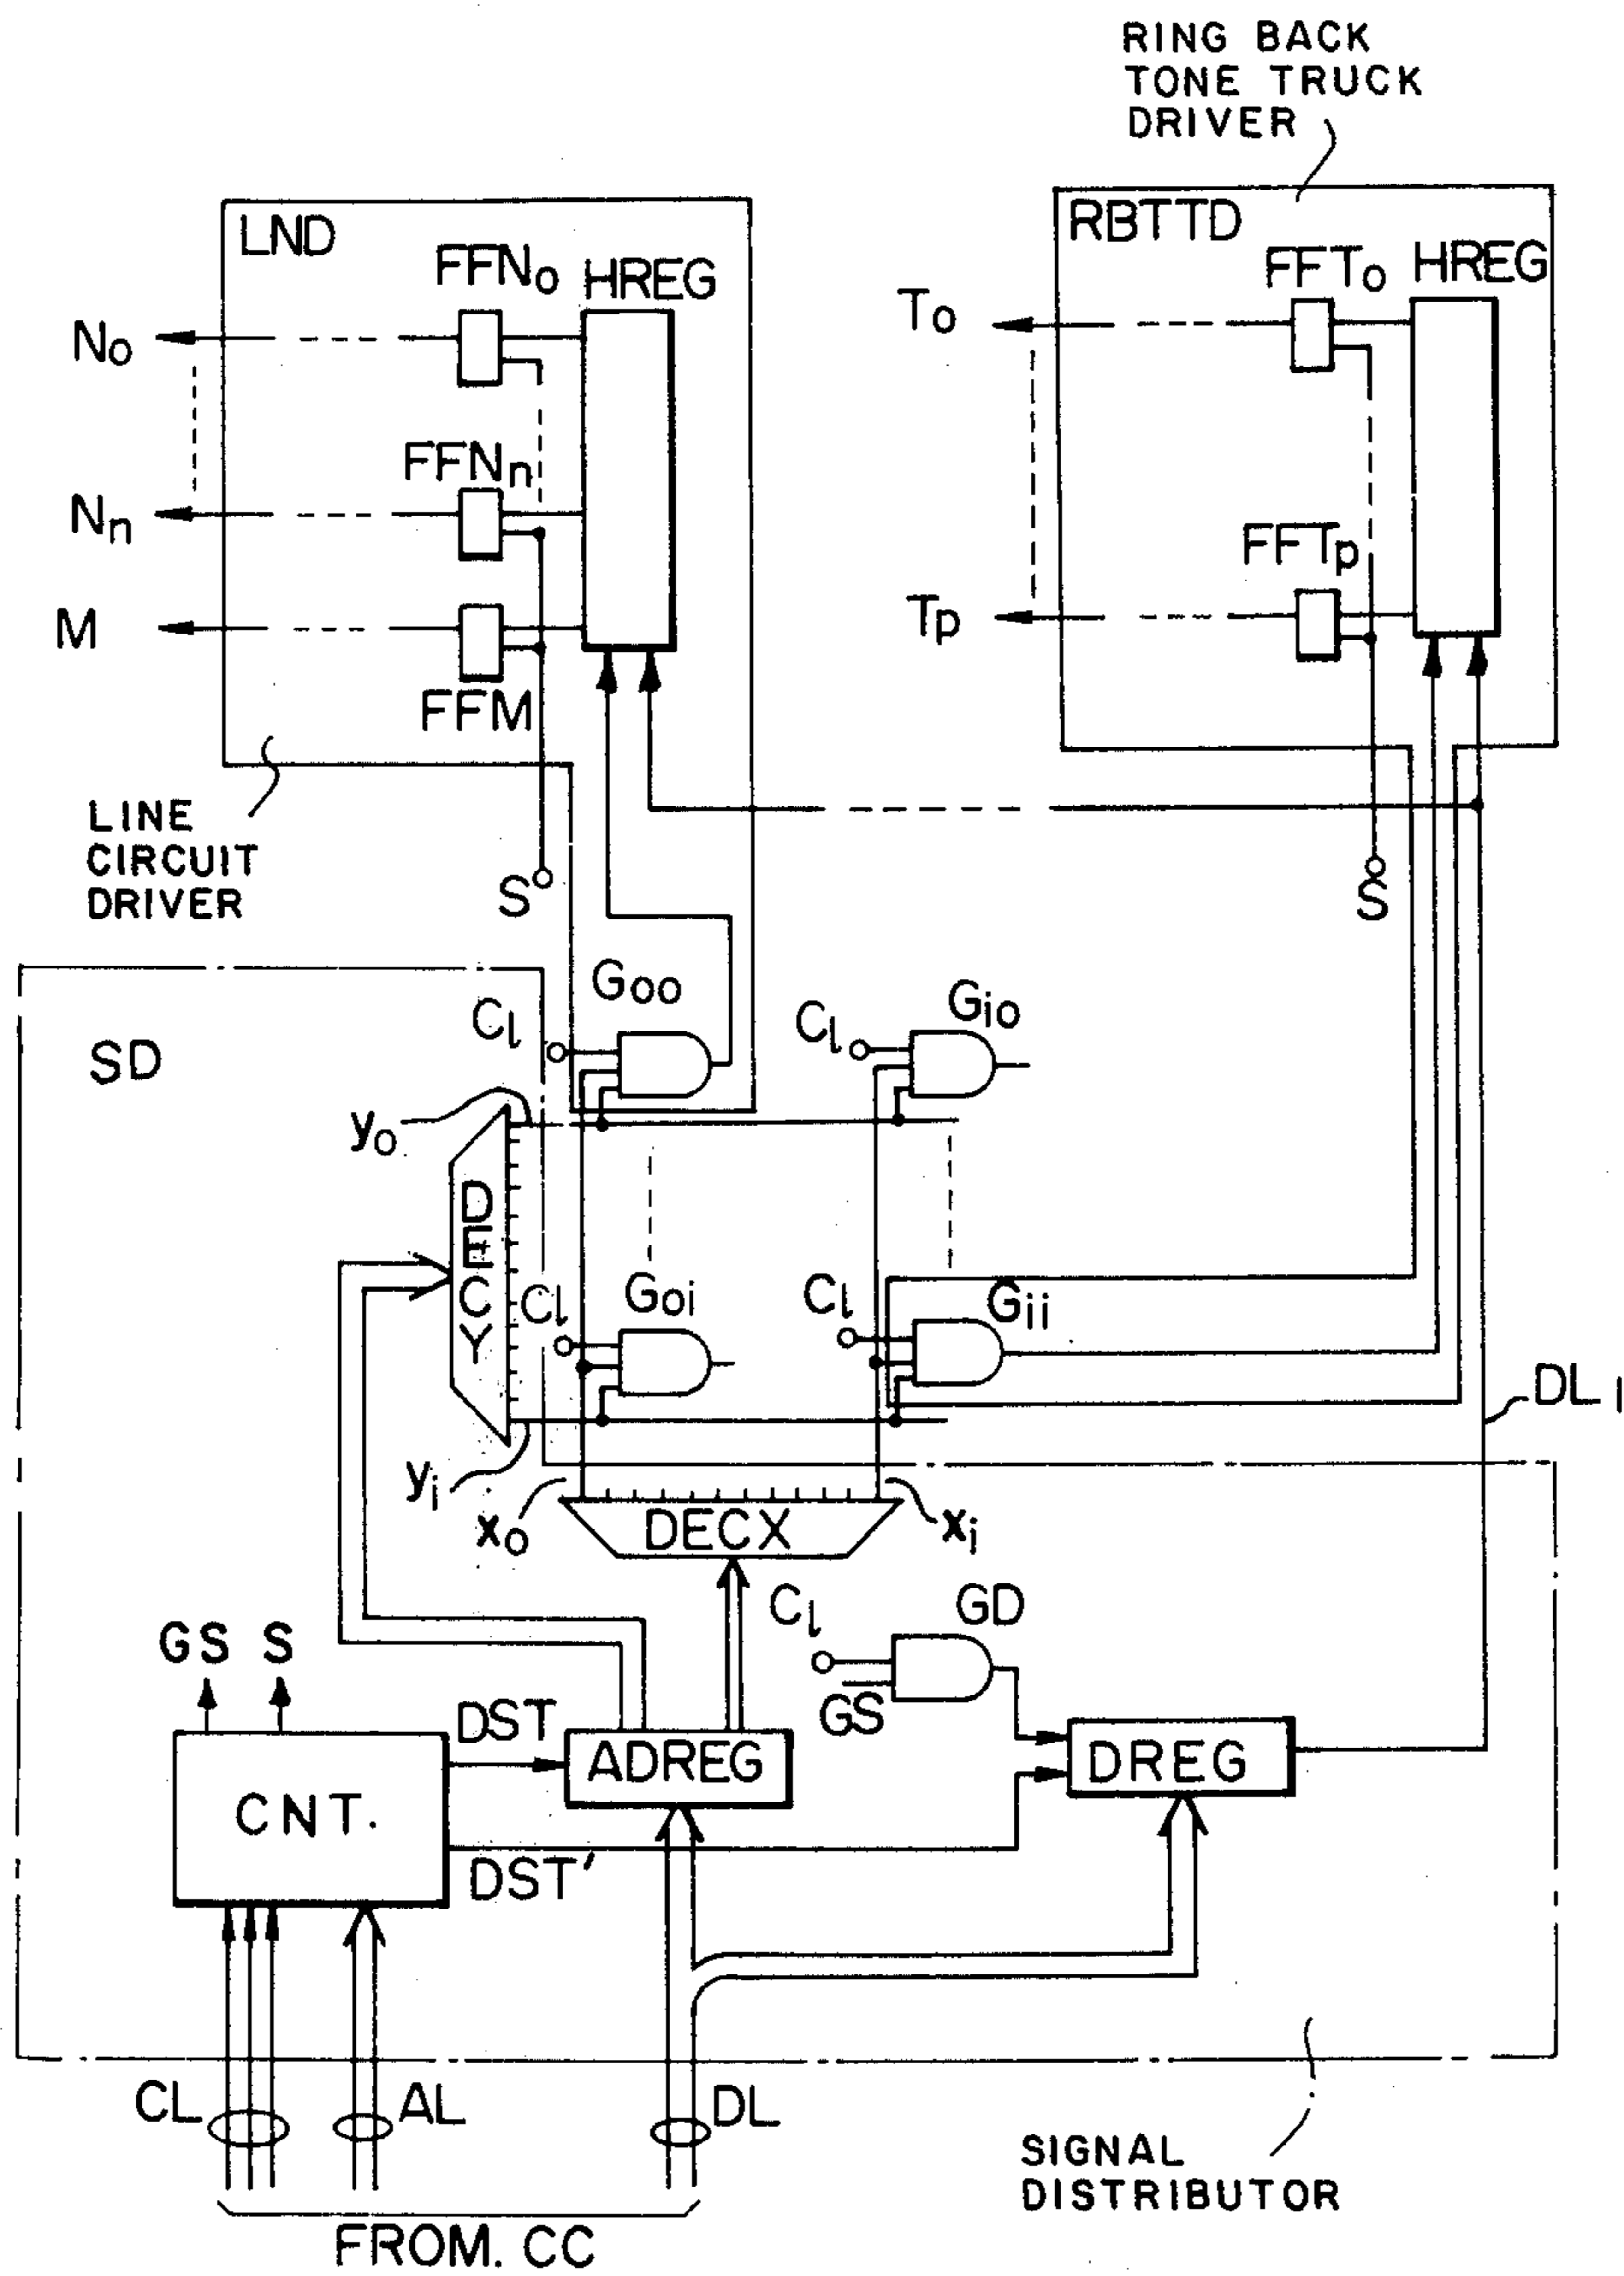 RING BACK
TONE TRUCK
DRIVER
LND
RBTTD
FFNo
HREG
FFTo
HREG
No
To
FFNn
Nn
FFTp
M
Tp
FFM
LINE
CIRCUIT
DRIVER
S
S
Goo
Gio
Cl
Cl
SD
yo
DECY
Goi
Gii
Cl
Cl
DL1
yi
xo
DECX
xi
Cl
GD
GS
S
DST
GS
ADREG
DREG
CNT.
DST'
CL
AL
DL
SIGNAL
DISTRIBUTOR
FROM. CC